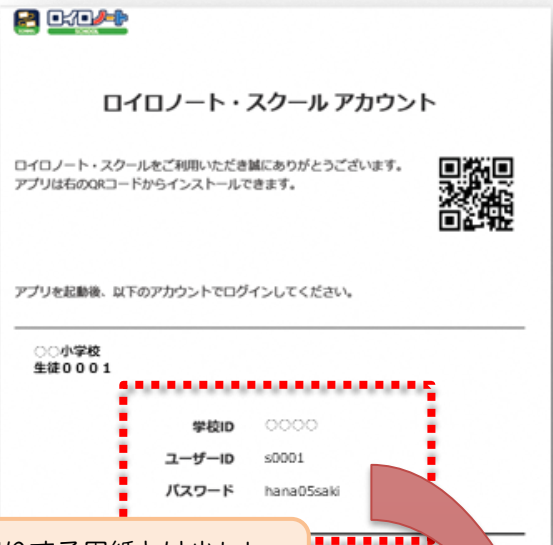 ロイロノート
SCHOOL
ロイロノート・スクール アカウント
ロイロノート・スクールをご利用いただき誠にありがとうございます。
アプリは右のQRコードからインストールできます。
アプリを起動後、以下のアカウントでログインしてください。
○○小学校
生徒0001
学校ID ○○○○
ユーザーID s0001
パスワード hana05saki